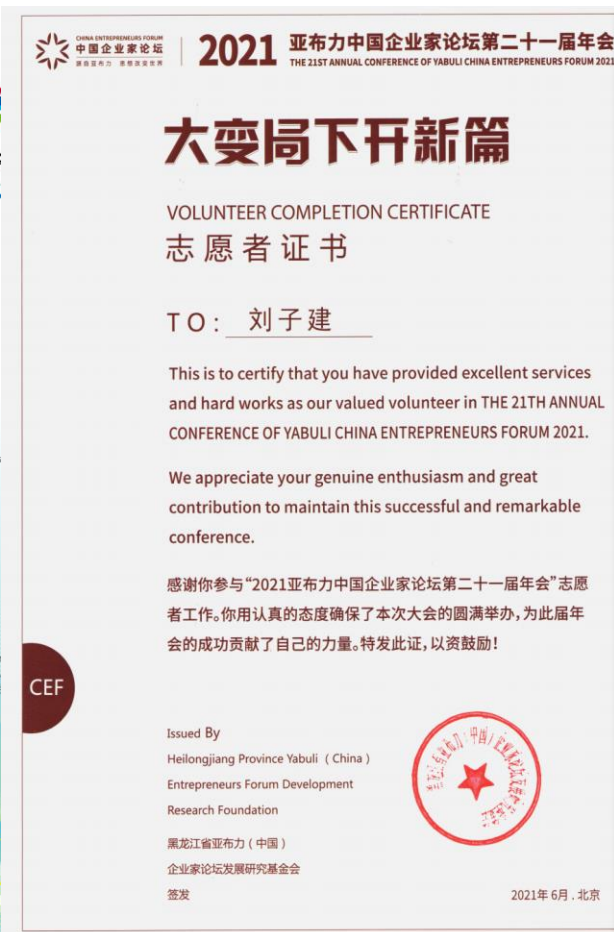 CHINA ENTREPRENEURS FORUM
中国企业家论坛
2021
亚布力中国企业家论坛第二十一届年会
THE 21ST ANNUAL CONFERENCE OF YABULI CHINA ENTREPRENEURS FORUM 2021
大变局下开新篇
VOLUNTEER COMPLETION CERTIFICATE
志愿者证书
TO: 刘子建
This is to certify that you have provided excellent services
and hard works as our valued volunteer in THE 21TH ANNUAL
CONFERENCE OF YABULI CHINA ENTREPRENEURS FORUM 2021.
We appreciate your genuine enthusiasm and great
contribution to maintain this successful and remarkable
conference.
感谢你参与“2021亚布力中国企业家论坛第二十一届年会”志愿
者工作。你用认真的态度确保了本次大会的圆满举办,为此届年
会的成功贡献了自己的力量。特发此证,以资鼓励!
CEF
Issued By
Heilongjiang Province Yabuli (China)
Entrepreneurs Forum Development
Research Foundation
黑龙江省亚布力(中国)
企业家论坛发展研究基金会
签发
2021年 6月 . 北京